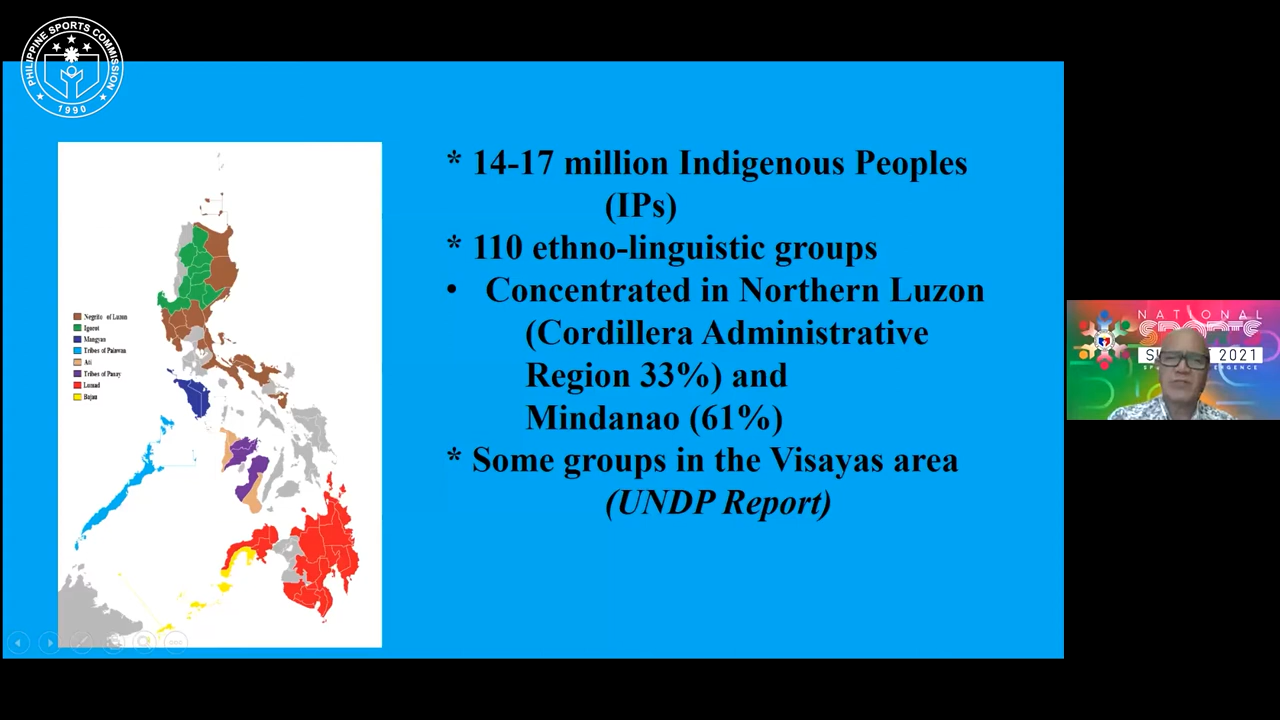 PHILIPPINE SPORTS COMMISSION
1990
* 14-17 million Indigenous Peoples
(IPs)
* 110 ethno-linguistic groups
• Concentrated in Northern Luzon
(Cordillera Administrative
Region 33%) and
Mindanao (61%)
* Some groups in the Visayas area
(UNDP Report)
Negrito of Luzon
Igorot
Mangyan
Tribes of Palawan
Ati
Tribes of Panay
Lumad
Bajau
NATIONAL
SPORTS
2021